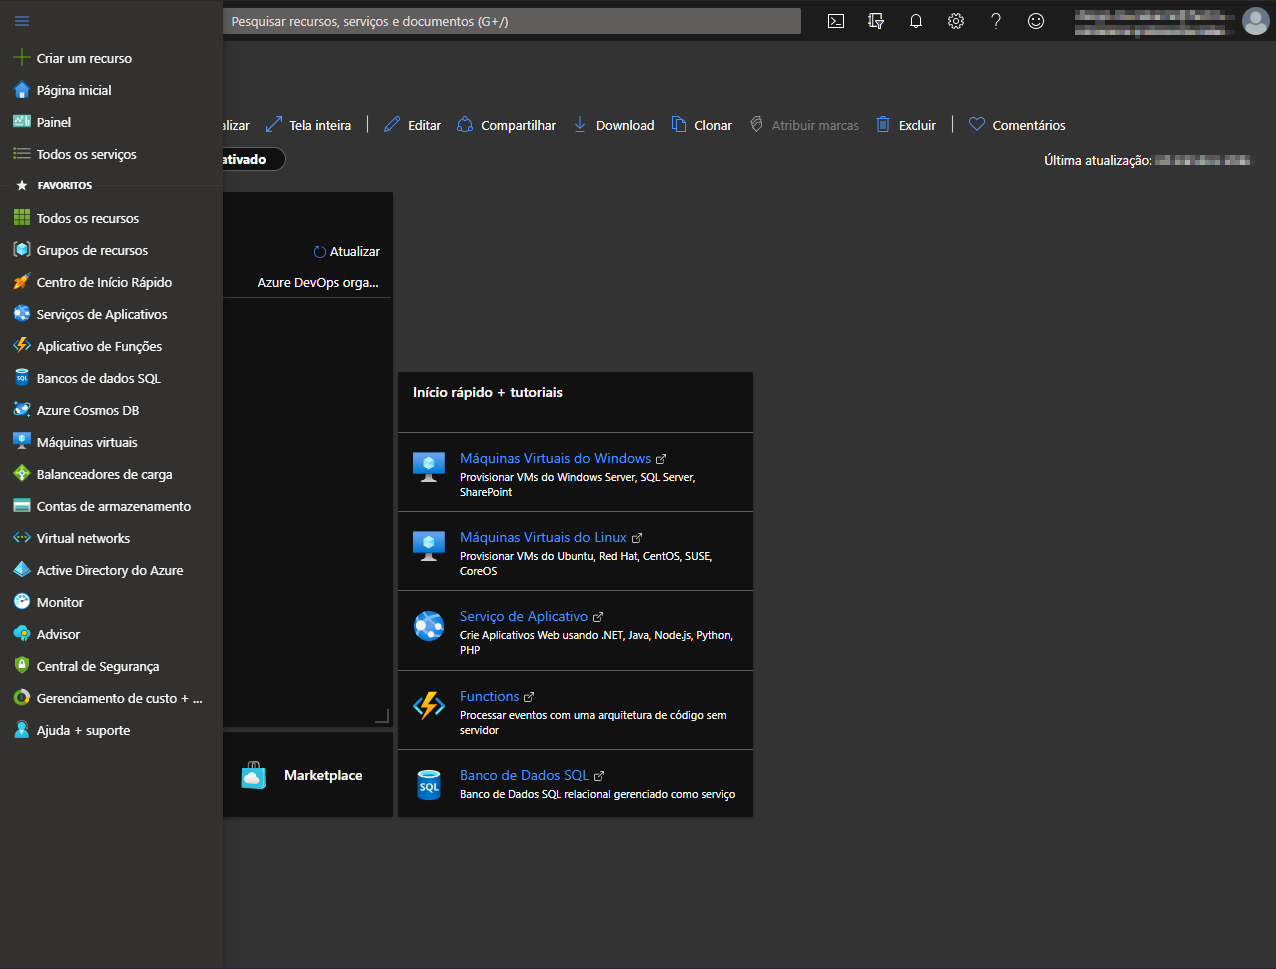 Pesquisar recursos, serviços e documentos (G+/)
Criar um recurso
Página inicial
Painel
Todos os serviços
FAVORITOS
Todos os recursos
Grupos de recursos
Centro de Início Rápido
Serviços de Aplicativos
Aplicativo de Funções
Bancos de dados SQL
Azure Cosmos DB
Máquinas virtuais
Balanceadores de carga
Contas de armazenamento
Virtual networks
Active Directory do Azure
Monitor
Advisor
Central de Segurança
Gerenciamento de custo + ...
Ajuda + suporte
alizar Tela inteira Editar Compartilhar Download Clonar Atribuir marcas Excluir Comentários
ativado
Última atualização:
Atualizar
Azure DevOps orga...
Marketplace
Início rápido + tutoriais
Máquinas Virtuais do Windows
Provisionar VMs do Windows Server, SQL Server,
SharePoint
Máquinas Virtuais do Linux
Provisionar VMs do Ubuntu, Red Hat, CentOS, SUSE,
CoreOS
Serviço de Aplicativo
Crie Aplicativos Web usando .NET, Java, Node.js, Python,
PHP
Functions
Processar eventos com uma arquitetura de código sem
servidor
SQL
Banco de Dados SQL
Banco de Dados SQL relacional gerenciado como serviço